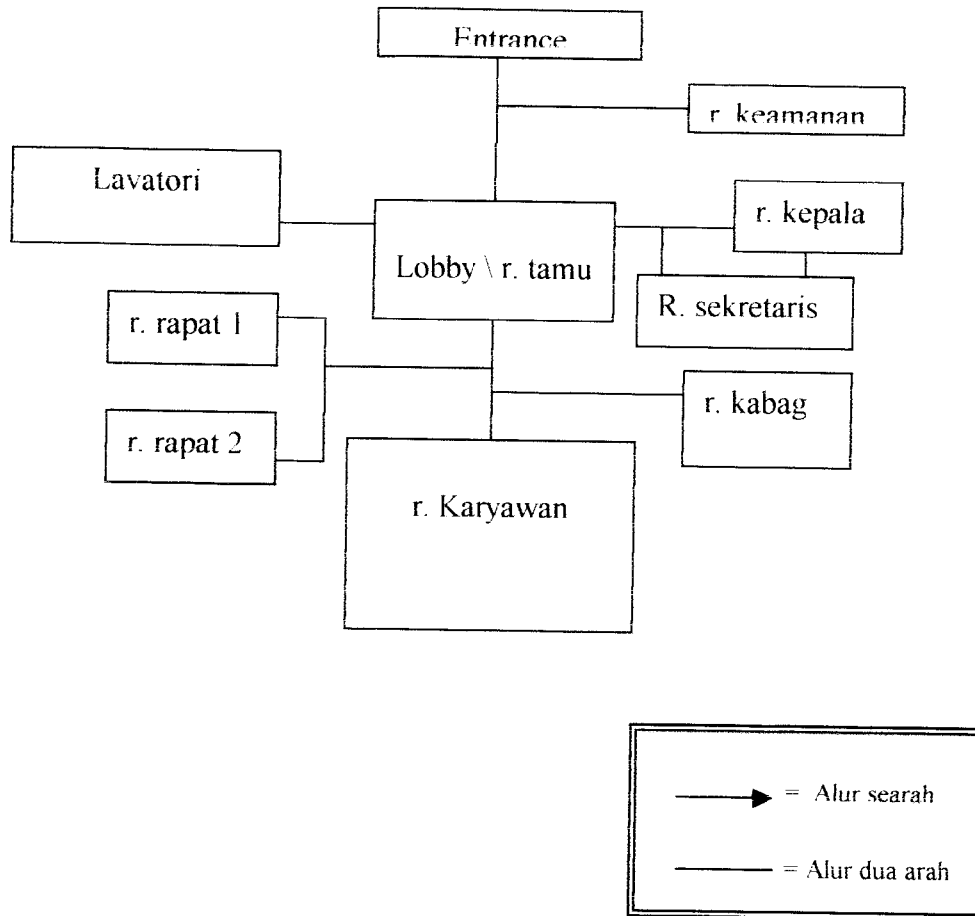 Entrance
r. keamanan
Lavatori
r. kepala
Lobby \ r. tamu
R. sekretaris
r. rapat 1
r. kabag
r. rapat 2
r. Karyawan
= Alur searah
= Alur dua arah